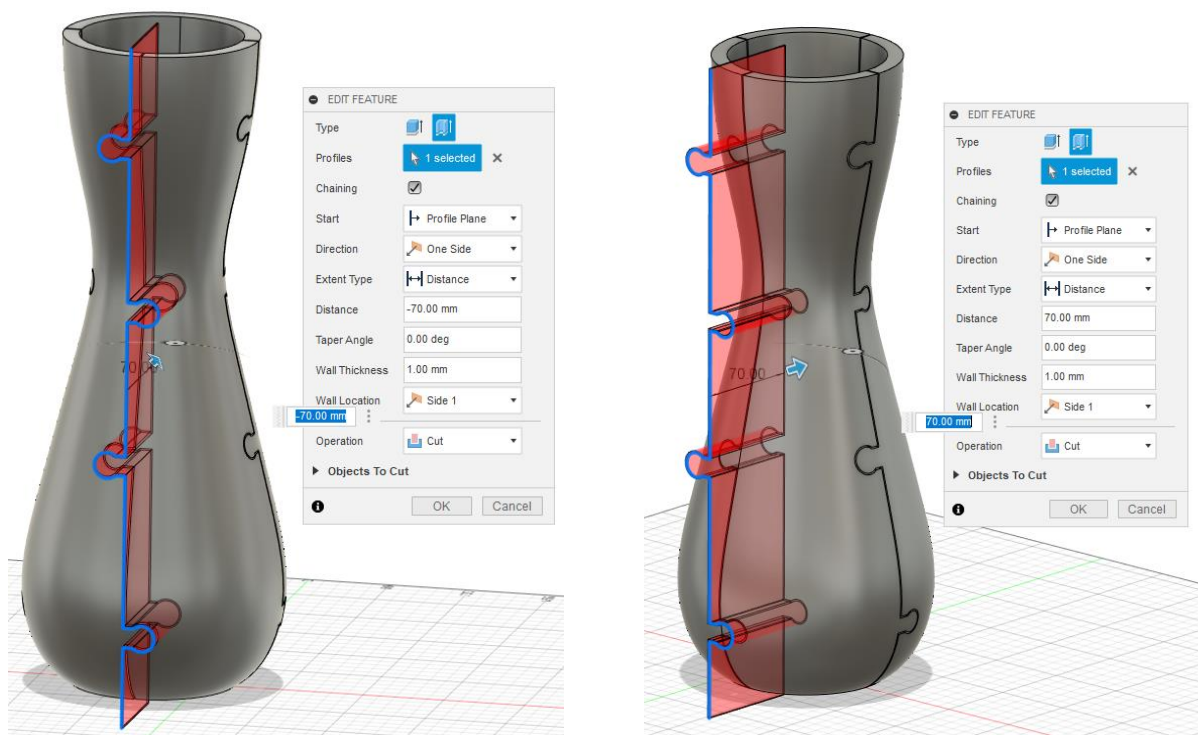 EDIT FEATURE
Type
Profiles 1 selected
Chaining
Start Profile Plane
Direction One Side
Extent Type Distance
Distance -70.00 mm
Taper Angle 0.00 deg
Wall Thickness 1.00 mm
Wall Location Side 1
Operation Cut
Objects To Cut
OK Cancel
70.00
-70.00 mm
EDIT FEATURE
Type
Profiles 1 selected
Chaining
Start Profile Plane
Direction One Side
Extent Type Distance
Distance 70.00 mm
Taper Angle 0.00 deg
Wall Thickness 1.00 mm
Wall Location Side 1
Operation Cut
Objects To Cut
OK Cancel
70.00
70.00 mm